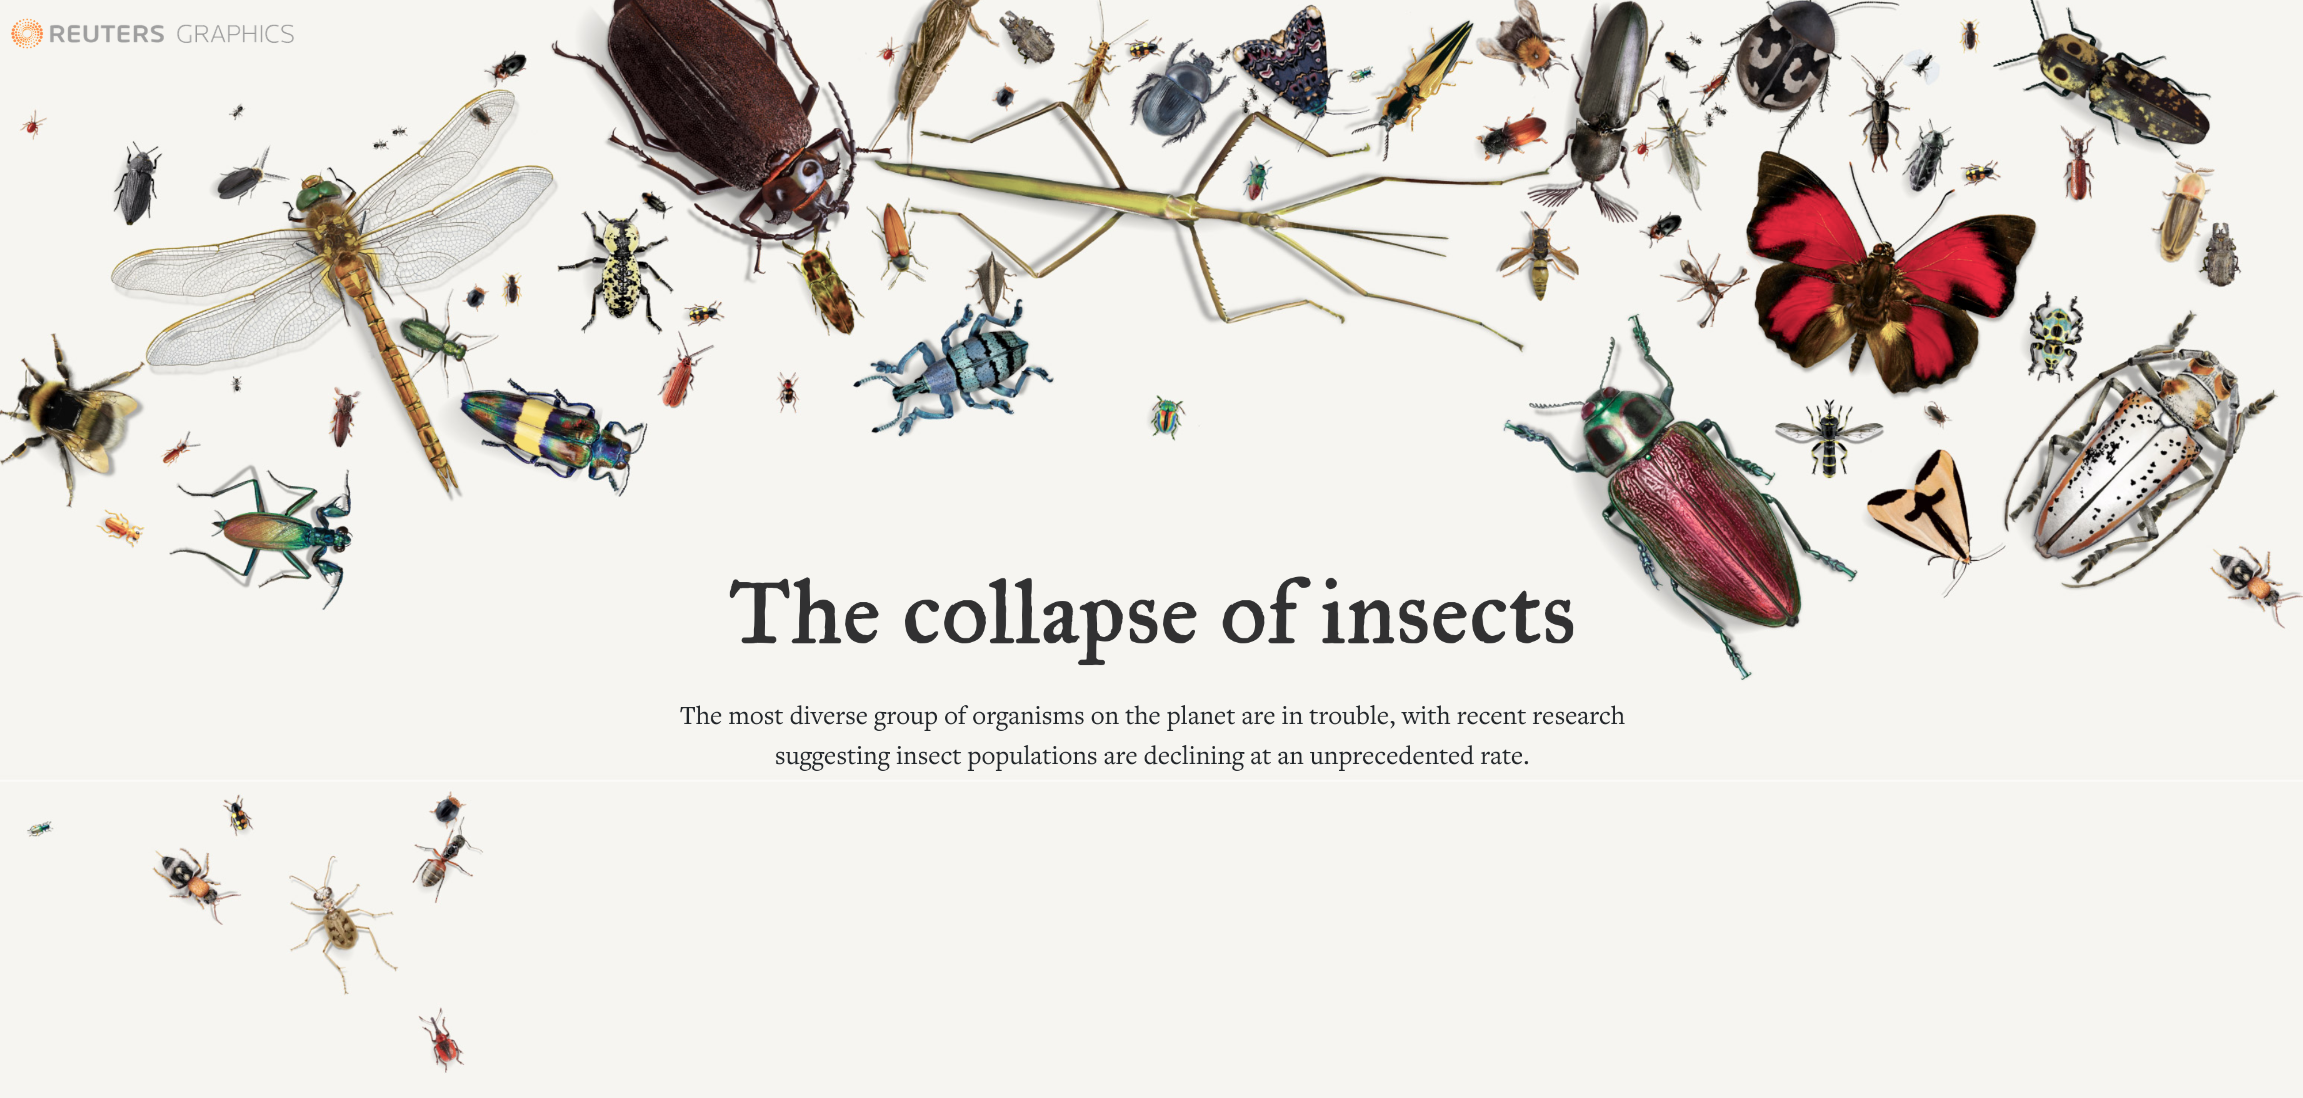 REUTERS GRAPHICS
The collapse of insects
The most diverse group of organisms on the planet are in trouble, with recent research
suggesting insect populations are declining at an unprecedented rate.